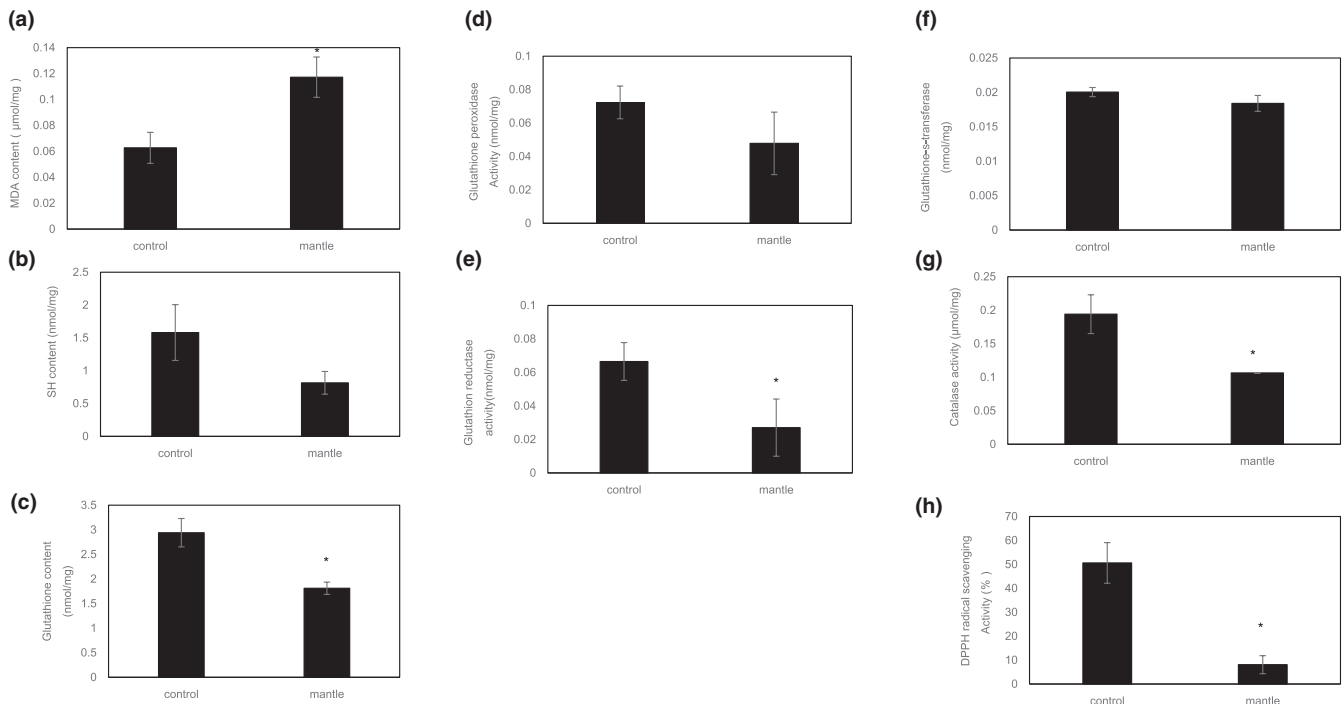 (a)
MDA content ( µmol/mg )
0.14
0.12
0.1
0.08
0.06
0.04
0.02
0
*
control
mantle
(b)
SH content (nmol/mg)
2.5
2
1.5
1
0.5
0
control
mantle
(c)
Glutathione content
(nmol/mg)
3.5
3
2.5
2
1.5
1
0.5
0
*
control
mantle
(d)
Glutathione peroxidase
Activity (nmol/mg)
0.1
0.08
0.06
0.04
0.02
0
control
mantle
(e)
Glutathion reductase
activity(nmol/mg)
0.1
0.08
0.06
0.04
0.02
0
*
control
mantle
(f)
Glutathione-s-transferase
(nmol/mg)
0.025
0.02
0.015
0.01
0.005
0
control
mantle
(g)
Catalase activity (µmol/mg)
0.25
0.2
0.15
0.1
0.05
0
*
control
mantle
(h)
DPPH radical scavenging
Activity (% )
70
60
50
40
30
20
10
0
*
control
mantle